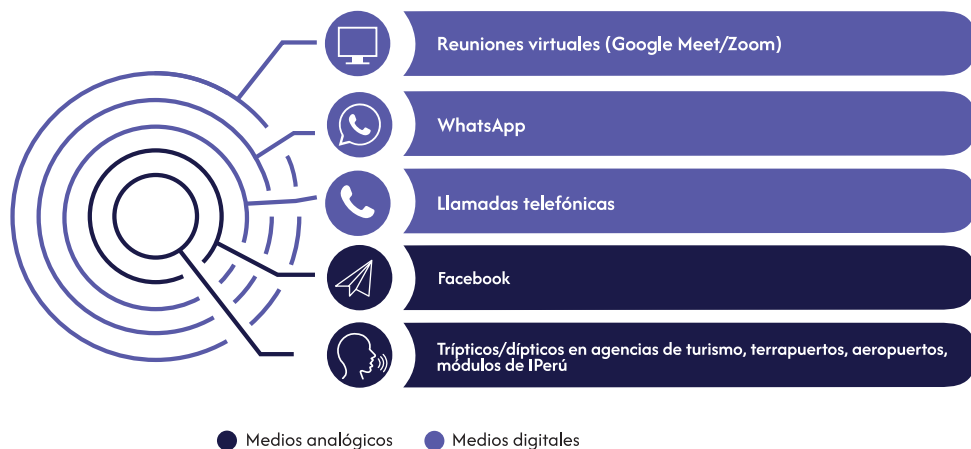 Reuniones virtuales (Google Meet/Zoom)
WhatsApp
Llamadas telefónicas
Facebook
Trípticos/dípticos en agencias de turismo, terrapuertos, aeropuertos,
módulos de IPerú
Medios analógicos
Medios digitales